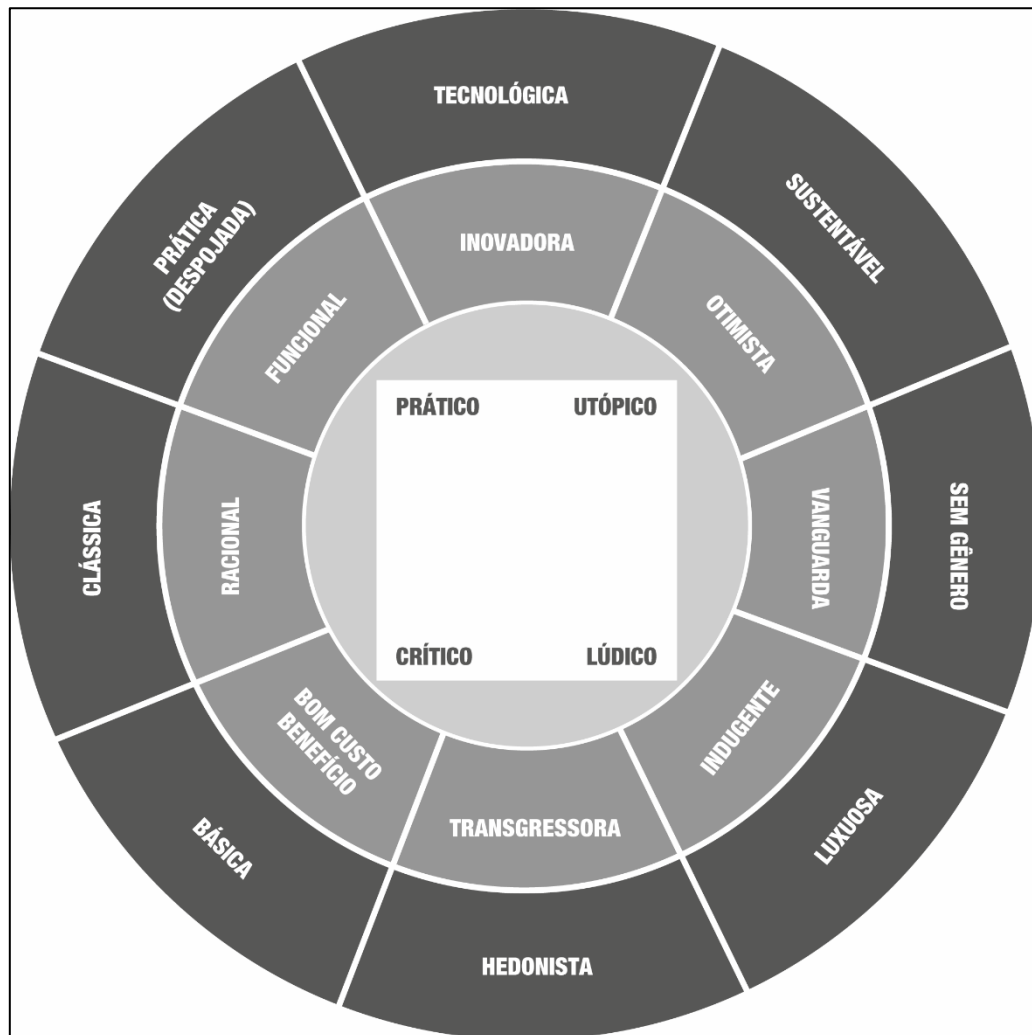 TECNOLÓGICA
SUSTENTÁVEL
SEM GÊNERO
LUXUOSA
HEDONISTA
BÁSICA
CLÁSSICA
PRÁTICA
(DESPOJADA)
INOVADORA
OTIMISTA
VANGUARDA
INDUGENTE
TRANSGRESSORA
BOM CUSTO
BENEFÍCIO
RACIONAL
FUNCIONAL
PRÁTICO
UTÓPICO
CRÍTICO
LÚDICO